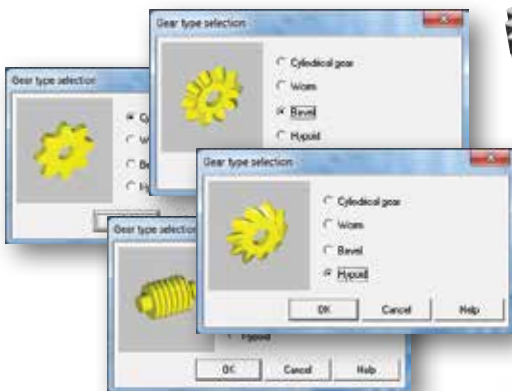 Gear type selection
Cylindrical gear
Worm
Bevel
Hypoid
Gear type selection
Gear type selection
Cylindrical gear
Worm
Bevel
Hypoid
OK Cancel Help
Gear type selection
Hypoid
OK Cancel Help